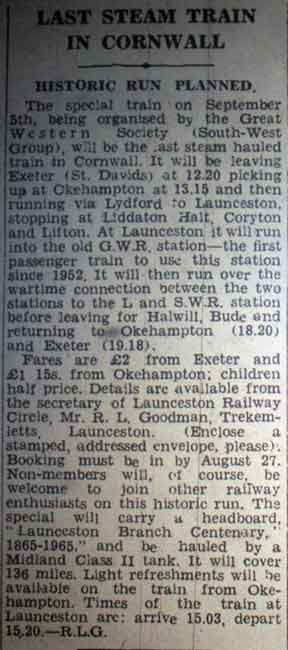 LAST STEAM TRAIN
IN CORNWALL
HISTORIC RUN PLANNED.
The special train on September
5th, being organised by the Great
Western Society (South-West
Group), will be the last steam hauled
train in Cornwall. It will be leaving
Exeter (St. Davids) at 12.20 picking
up at Okehampton at 13.15 and then
running via Lydford to Launceston,
stopping at Liddaton Halt, Coryton
and Lifton. At Launceston it will run
into the old G.W.R. station—the first
passenger train to use this station
since 1952. It will then run over the
wartime connection between the two
stations to the L and S.W.R. station
before leaving for Halwill, Bude and
returning to Okehampton (18.20)
and Exeter (19.18).
Fares are £2 from Exeter and
£1 15s. from Okehampton; children
half price. Details are available from
the secretary of Launceston Railway
Circle, Mr. R. L. Goodman, Trekem-
letts, Launceston. (Enclose a
stamped, addressed envelope, please).
Booking must be in by August 27.
Non-members will, of course, be
welcome to join other railway
enthusiasts on this historic run. The
special will carry a headboard,
"Launceston Branch Centenary,
1865-1965," and be hauled by a
Midland Class II tank. It will cover
136 miles. Light refreshments will be
available on the train from Oke-
hampton. Times of the train at
Launceston are: arrive 15.03, depart
15.20.—R.L.G.